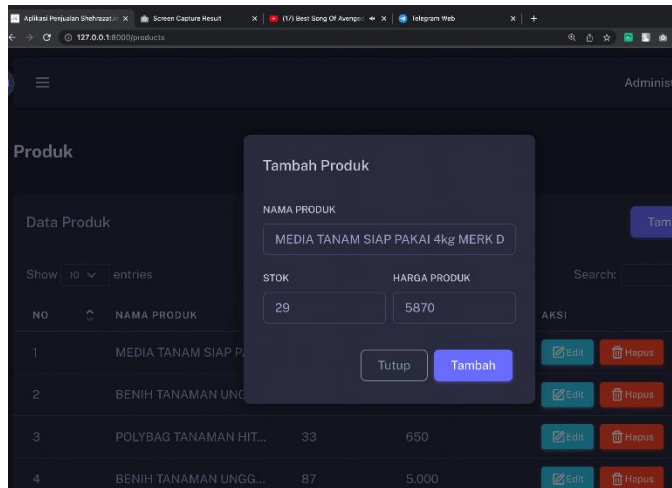 Aplikasi Penjualan Shehrazat.
Screen Capture Result
(17) Best Song Of Avenge
Telegram Web
127.0.0.1:8000/products
Adminis
Produk
Tambah Produk
NAMA PRODUK
Data Produk
Tam
MEDIA TANAM SIAP PAKAI 4kg MERK D
Show 10 entries
STOK HARGA PRODUK
Search:
29 5870
NO NAMA PRODUK AKSI
1 MEDIA TANAM SIAP P Edit Hapus
Tutup Tambah
2 BENIH TANAMAN UNG Edit Hapus
3 POLYBAG TANAMAN HIT... 33 650 Edit Hapus
4 BENIH TANAMAN UNGG... 87 5.000 Edit Hapus